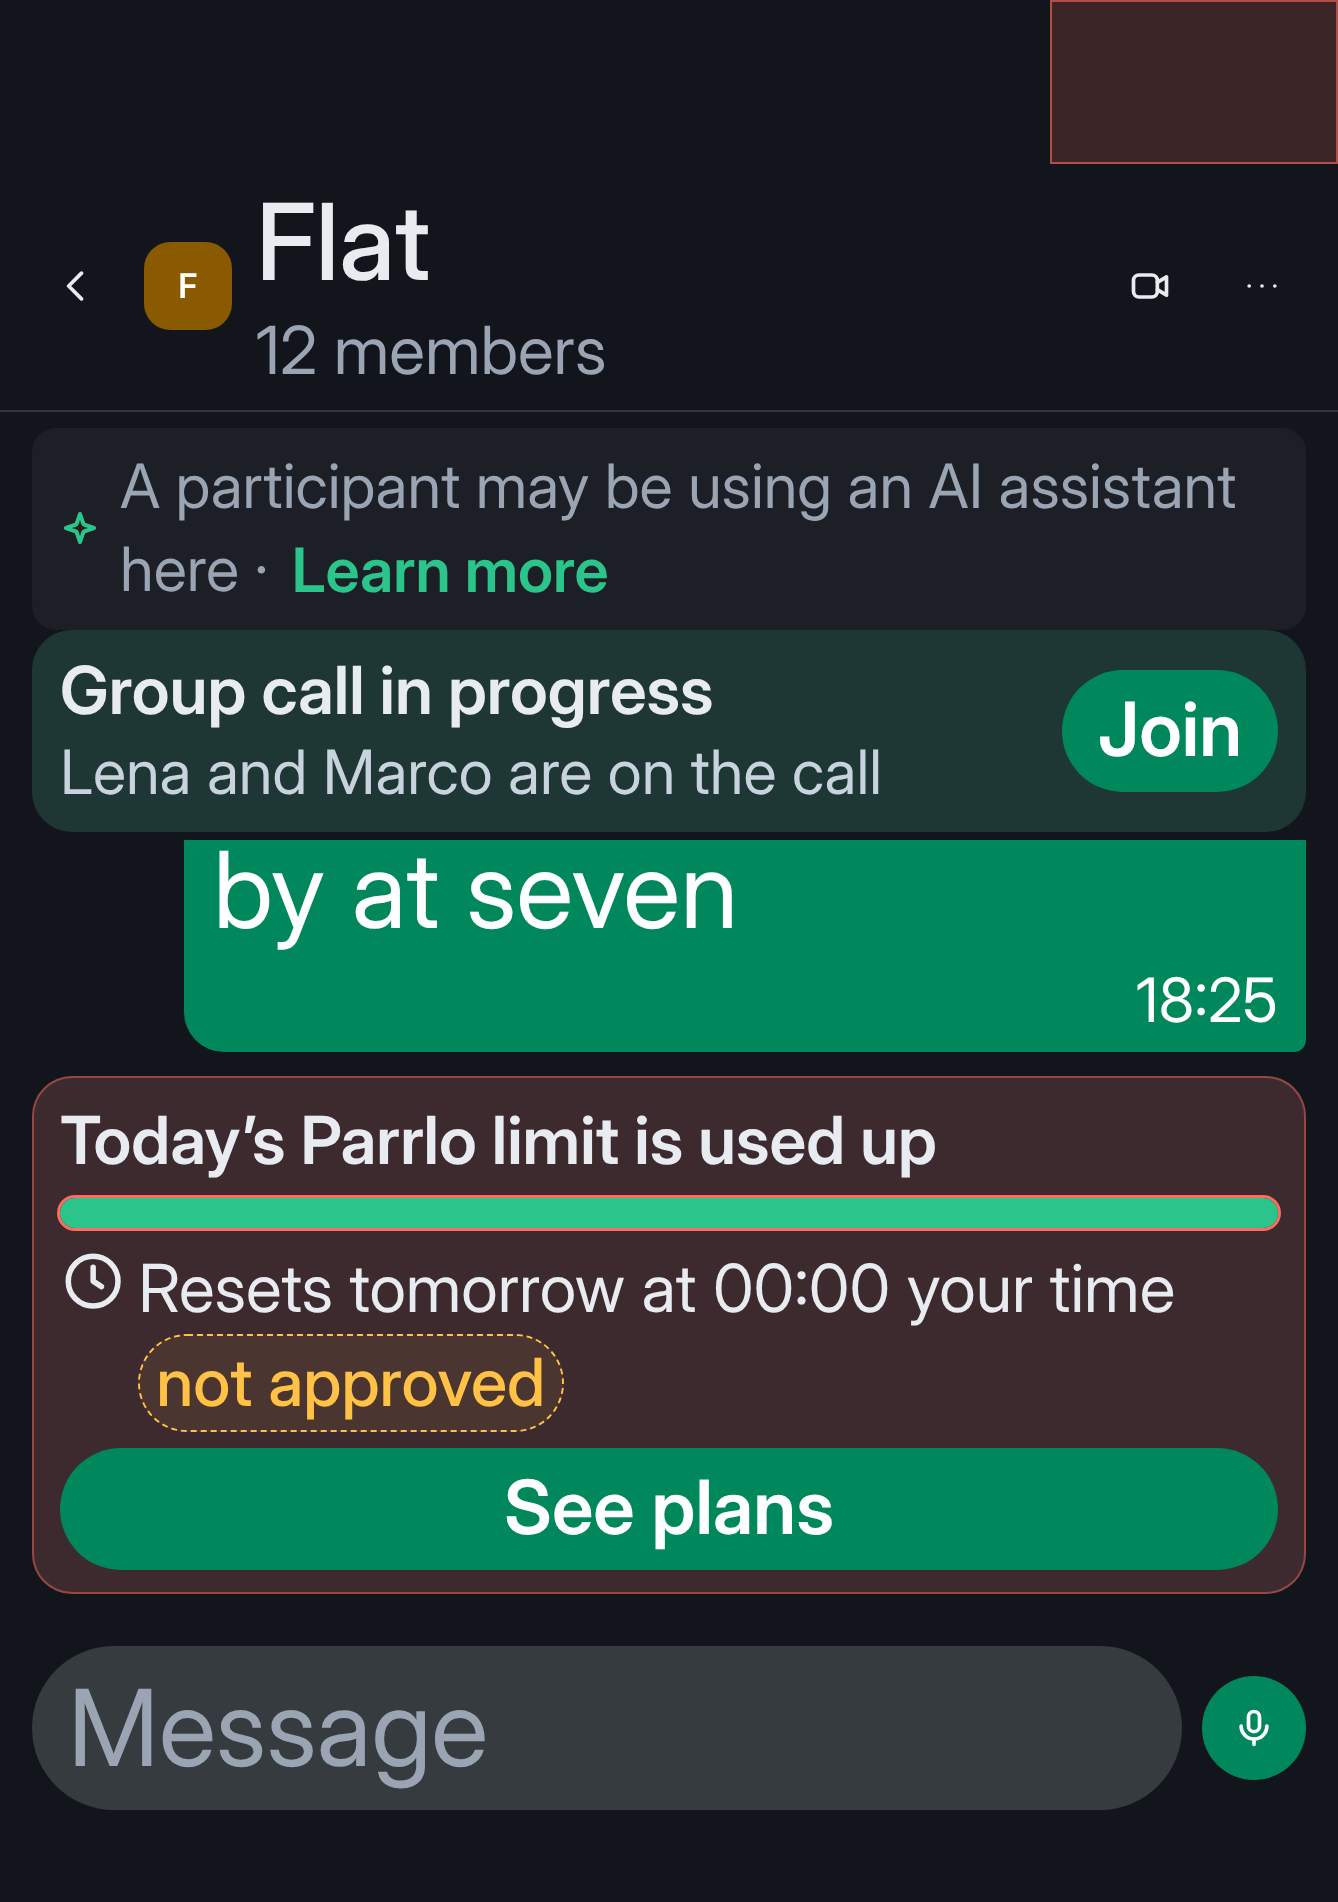 Flat
F
12 members
A participant may be using an AI assistant
here · Learn more
Group call in progress
Lena and Marco are on the call
Join
by at seven
18:25
Today’s Parrlo limit is used up
Resets tomorrow at 00:00 your time
not approved
See plans
Message